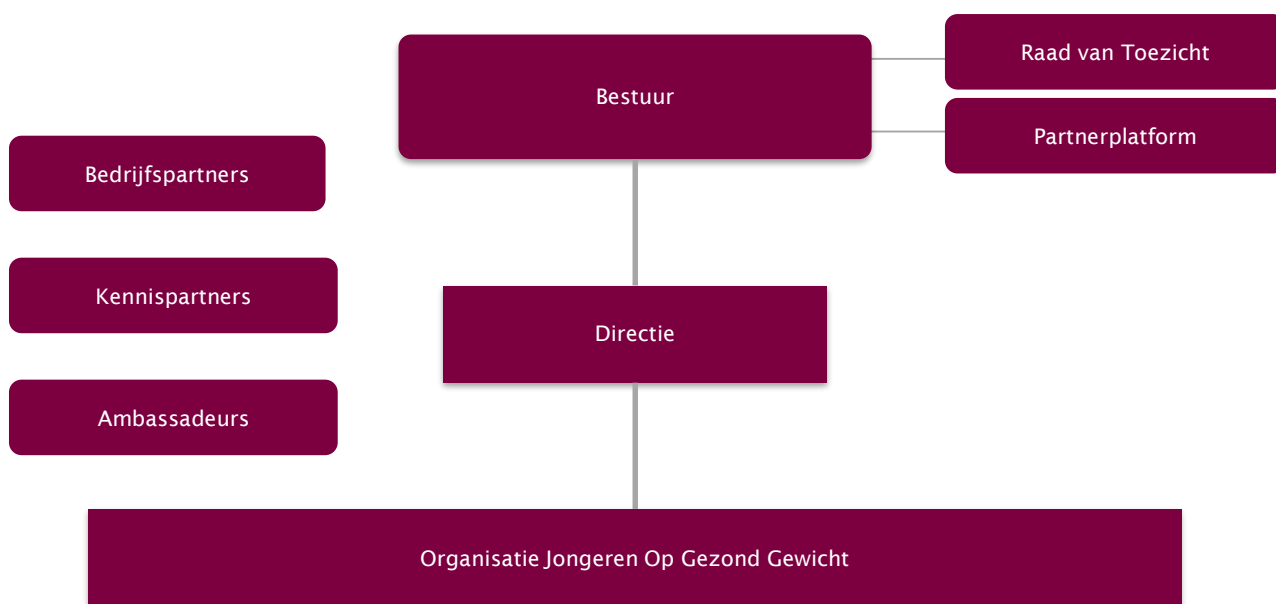 Raad van Toezicht
Bestuur
Partnerplatform
Bedrijfspartners
Kennispartners
Directie
Ambassadeurs
Organisatie Jongeren Op Gezond Gewicht